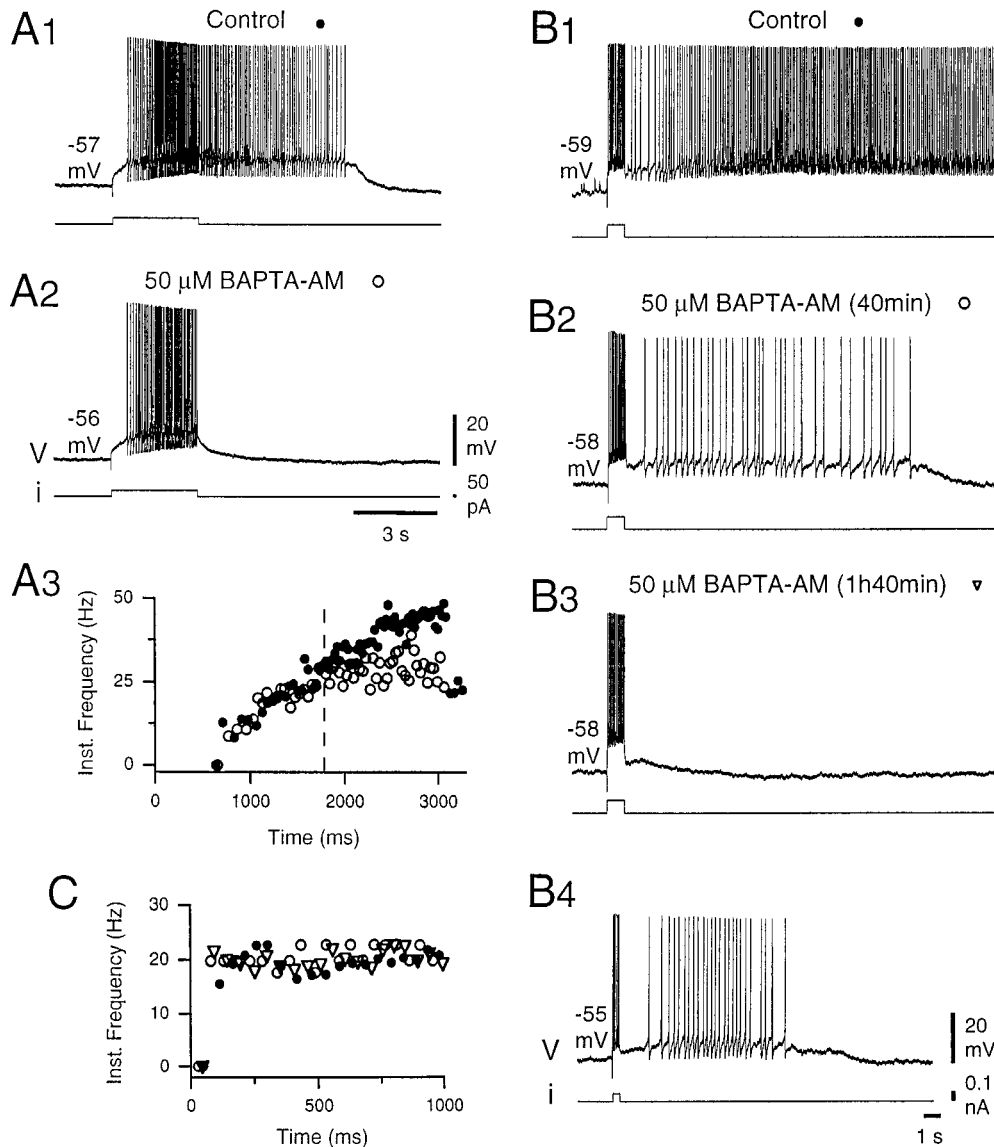 A1
Control ●
-57
mV
A2
50 µM BAPTA-AM ○
-56
mV
V
i
20
mV
50
pA
3 s
A3
Inst. Frequency (Hz)
50
25
0
0 1000 2000 3000
Time (ms)
B1
Control ●
-59
mV
B2
50 µM BAPTA-AM (40min) ○
-58
mV
B3
50 µM BAPTA-AM (1h40min) ▿
-58
mV
C
Inst. Frequency (Hz)
30
20
10
0
0 500 1000
Time (ms)
B4
-55
mV
V
i
20
mV
0.1
nA
1 s